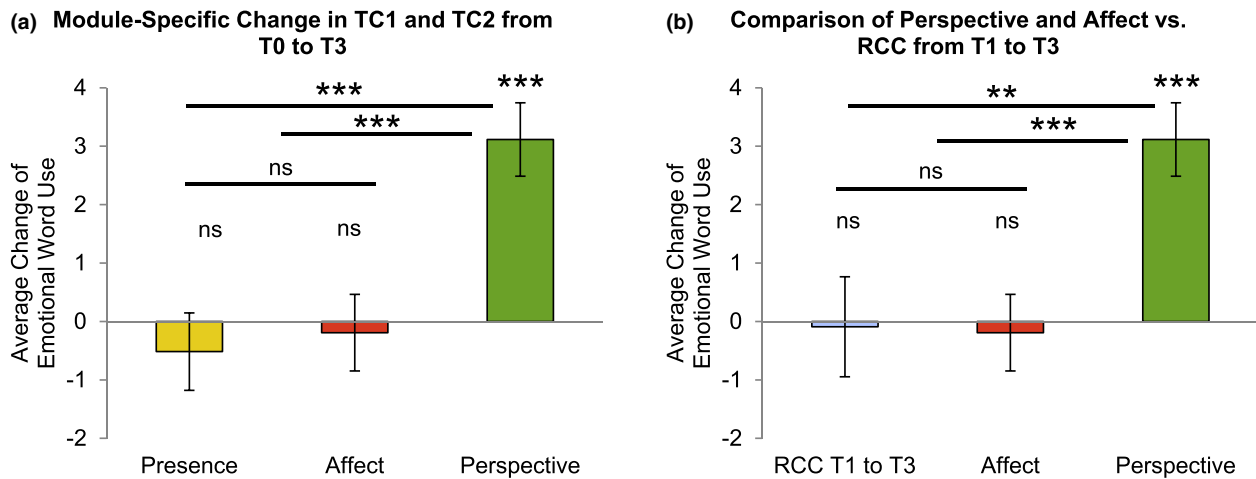 (a) Module-Specific Change in TC1 and TC2 from
T0 to T3
Average Change of
Emotional Word Use
4
3
2
1
0
-1
-2
***
***
***
ns
ns
ns
Presence
Affect
Perspective
(b) Comparison of Perspective and Affect vs.
RCC from T1 to T3
Average Change of
Emotional Word Use
4
3
2
1
0
-1
-2
***
**
***
ns
ns
ns
RCC T1 to T3
Affect
Perspective